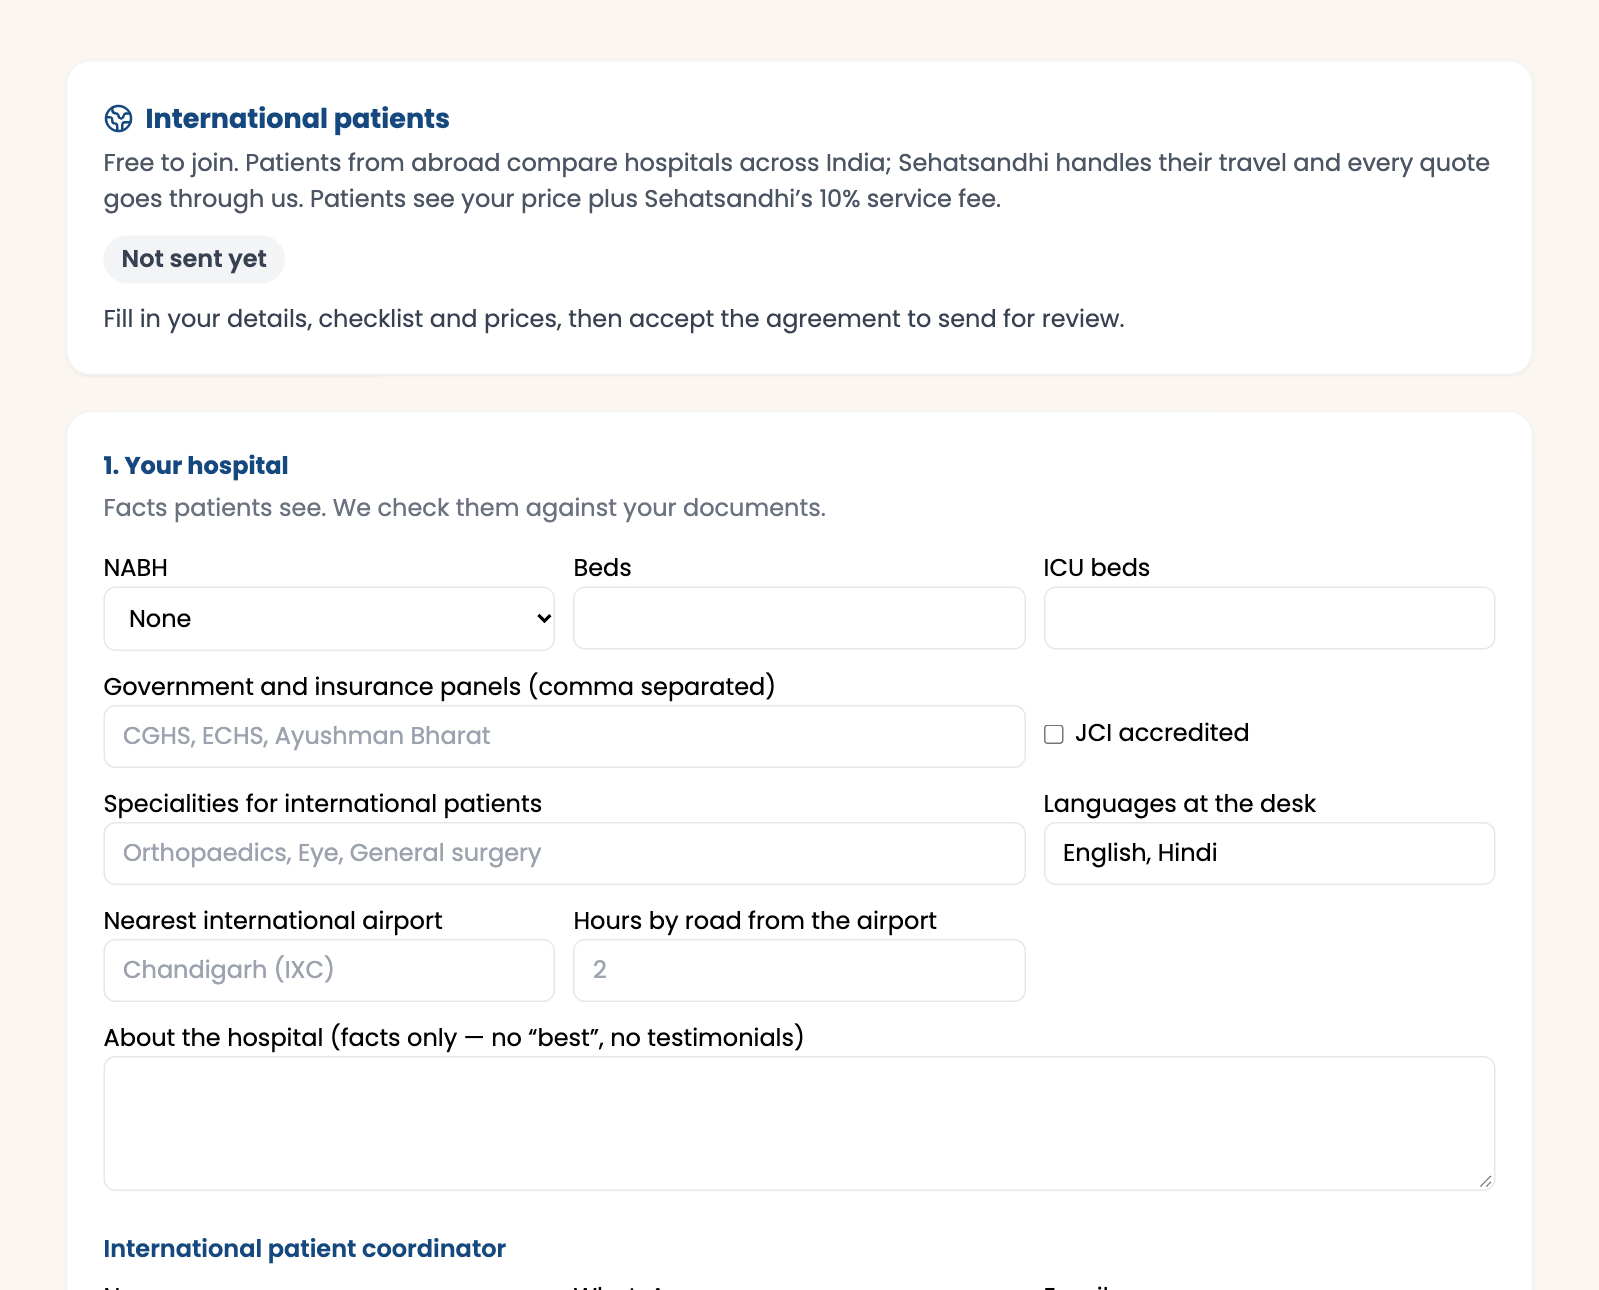 International patients
Free to join. Patients from abroad compare hospitals across India; Sehatsandhi handles their travel and every quote
goes through us. Patients see your price plus Sehatsandhi’s 10% service fee.
Not sent yet
Fill in your details, checklist and prices, then accept the agreement to send for review.
1. Your hospital
Facts patients see. We check them against your documents.
NABH Beds ICU beds
None
Government and insurance panels (comma separated)
CGHS, ECHS, Ayushman Bharat
JCI accredited
Specialities for international patients Languages at the desk
Orthopaedics, Eye, General surgery English, Hindi
Nearest international airport Hours by road from the airport
Chandigarh (IXC) 2
About the hospital (facts only — no “best”, no testimonials)
International patient coordinator